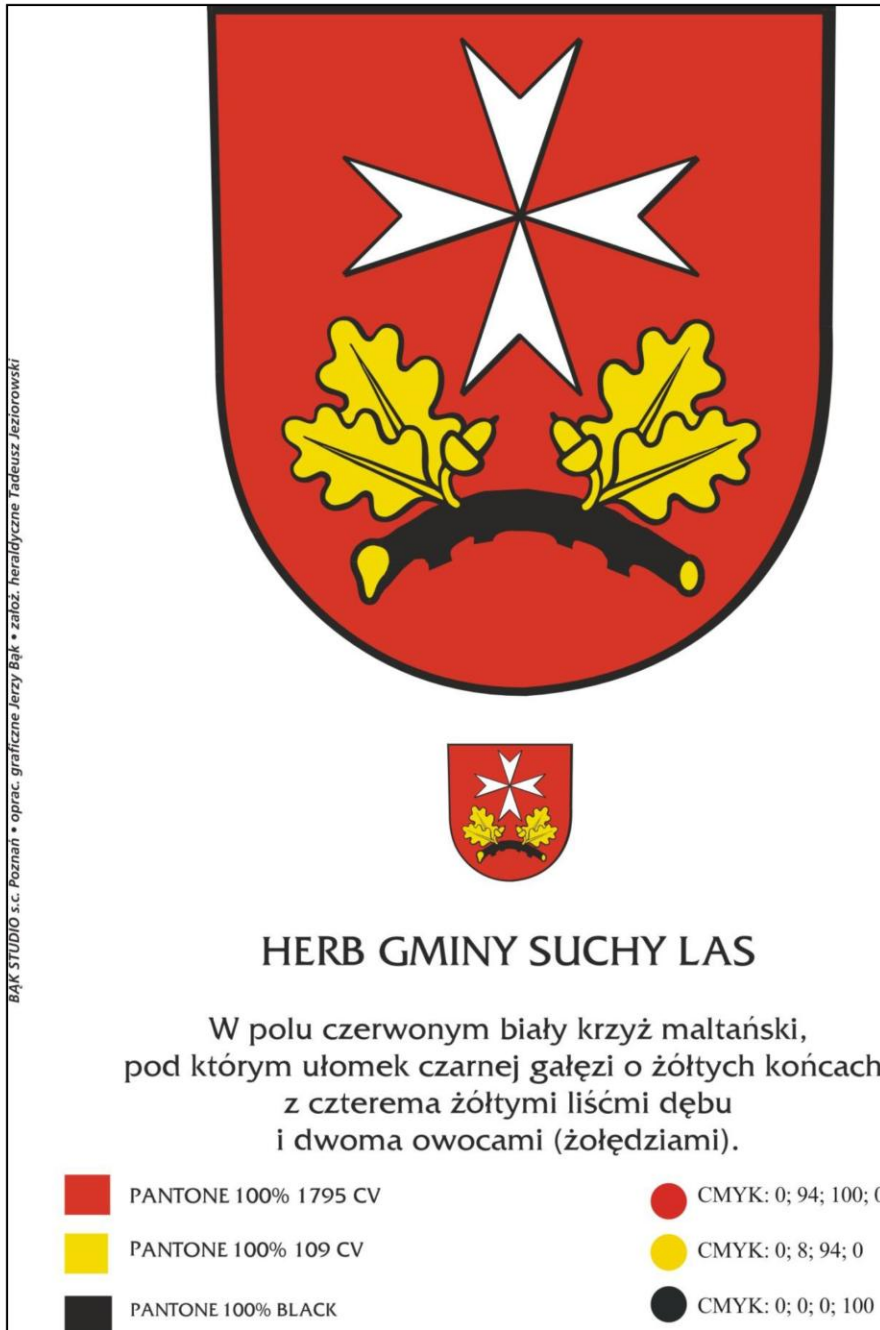 BĄK STUDIO s.c. Poznań • oprac. graficzne Jerzy Bąk • założ. heraldyczne Tadeusz Jeziorowski
HERB GMINY SUCHY LAS
W polu czerwonym biały krzyż maltański,
pod którym ułomek czarnej gałęzi o żółtych końcach
z czterema żółtymi liśćmi dębu
i dwoma owocami (żołędziami).
PANTONE 100% 1795 CV
CMYK: 0; 94; 100; 0
PANTONE 100% 109 CV
CMYK: 0; 8; 94; 0
PANTONE 100% BLACK
CMYK: 0; 0; 0; 100